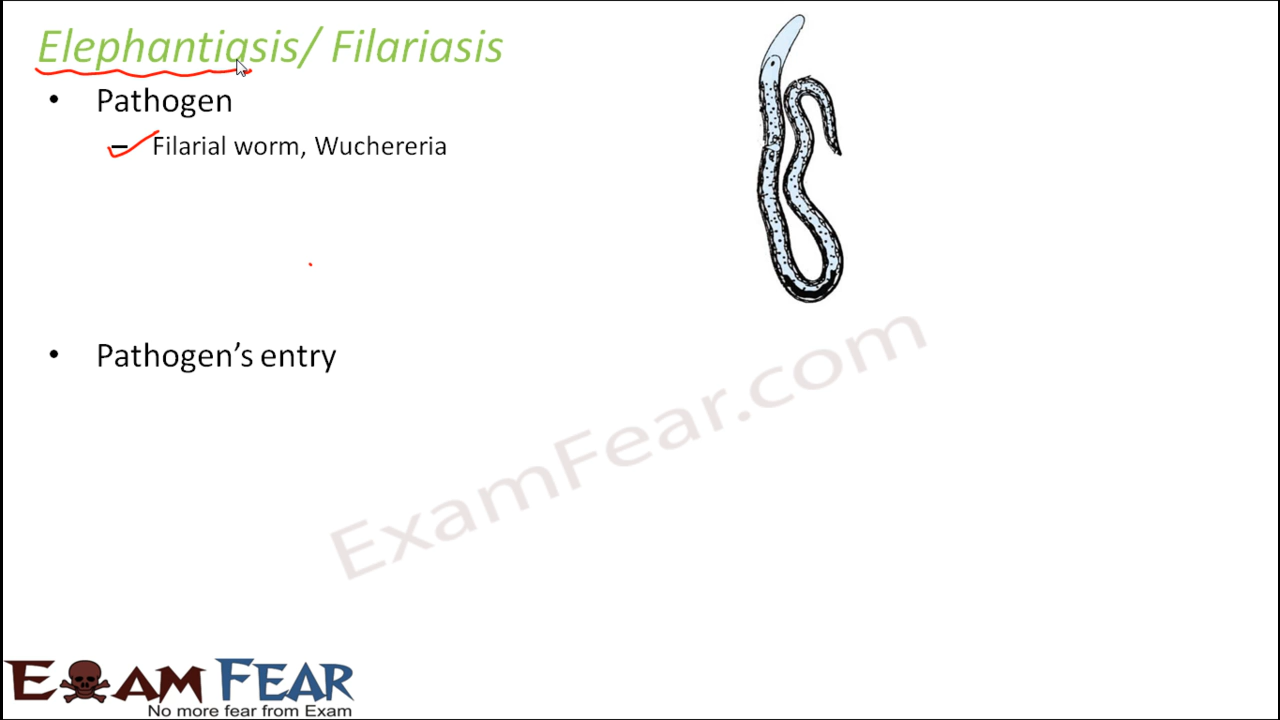 Elephantiasis/ Filariasis
• Pathogen
– Filarial worm, Wuchereria
• Pathogen's entry
ExamFear.com
EXAM FEAR
No more fear from Exam